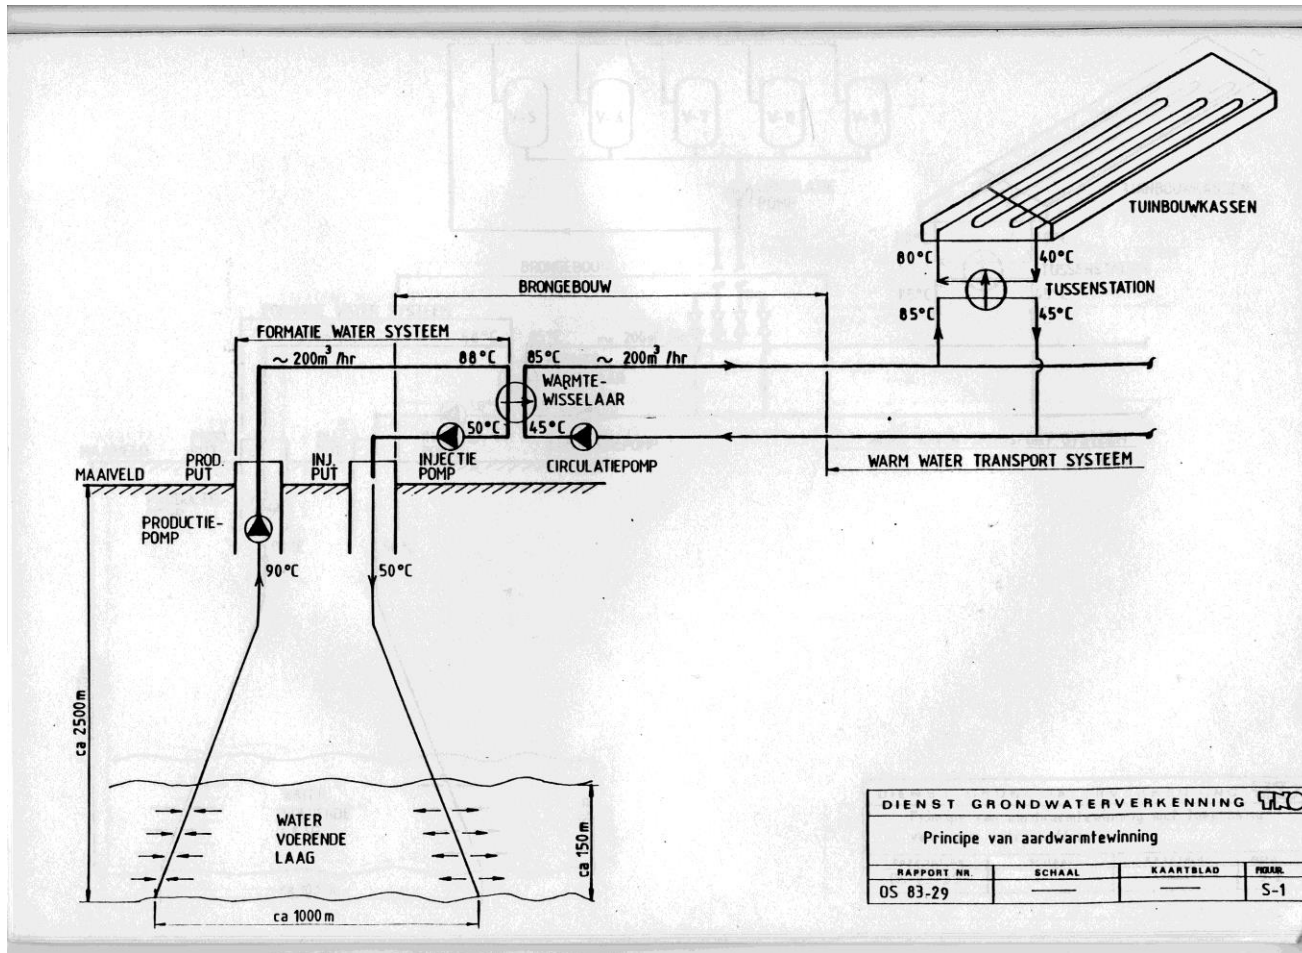 TUINBOUWKASSEN
80°C
40°C
TUSSENSTATION
85°C
45°C
BRONGEBOUW
FORMATIE WATER SYSTEEM
~ 200m³/hr
88°C
85°C
~ 200m³/hr
WARMTE-
WISSELAAR
50°C
45°C
MAAIVELD
PROD.
PUT
INJ.
PUT
INJECTIE
POMP
CIRCULATIEPOMP
WARM WATER TRANSPORT SYSTEEM
PRODUCTIE-
POMP
90°C
50°C
ca 2500m
WATER
VOERENDE
LAAG
ca 150m
ca 1000m
DIENST GRONDWATERVERKENNING TNO
Principe van aardwarmtewinning
RAPPORT NR.
SCHAAL
KAARTBLAD
FIGUUR.
OS 83-29
S-1